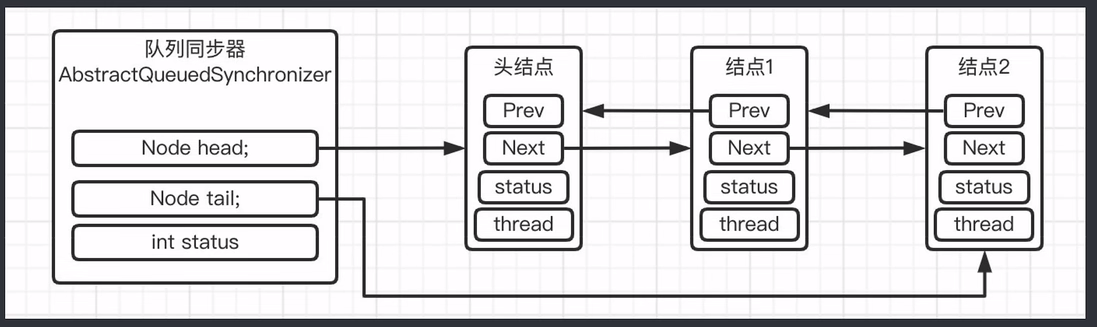 队列同步器
AbstractQueuedSynchronizer
Node head;
Node tail;
int status
头结点
Prev
Next
status
thread
结点1
Prev
Next
status
thread
结点2
Prev
Next
status
thread